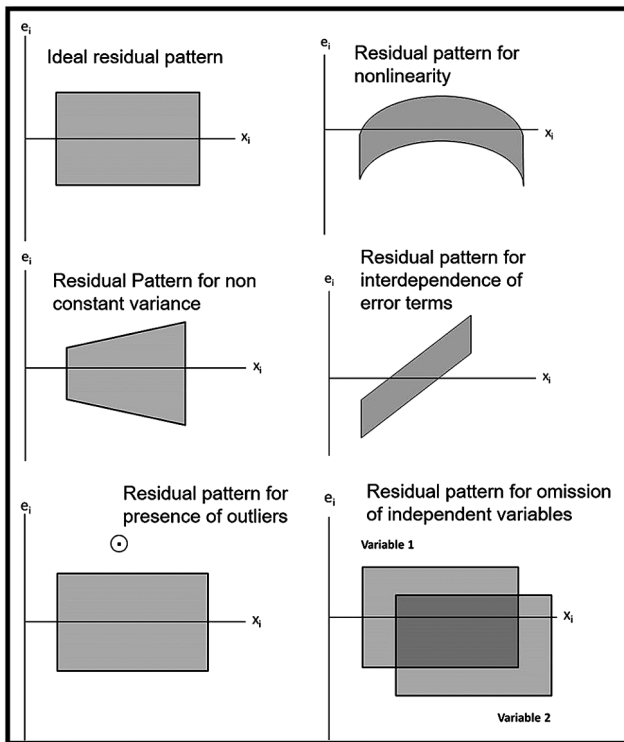 eᵢ
Ideal residual pattern
xᵢ
eᵢ
Residual pattern for
nonlinearity
xᵢ
eᵢ
Residual Pattern for non
constant variance
xᵢ
Residual pattern for
interdependence of
error terms
eᵢ
xᵢ
Residual pattern for
presence of outliers
eᵢ
xᵢ
Residual pattern for omission
of independent variables
eᵢ
Variable 1
xᵢ
Variable 2